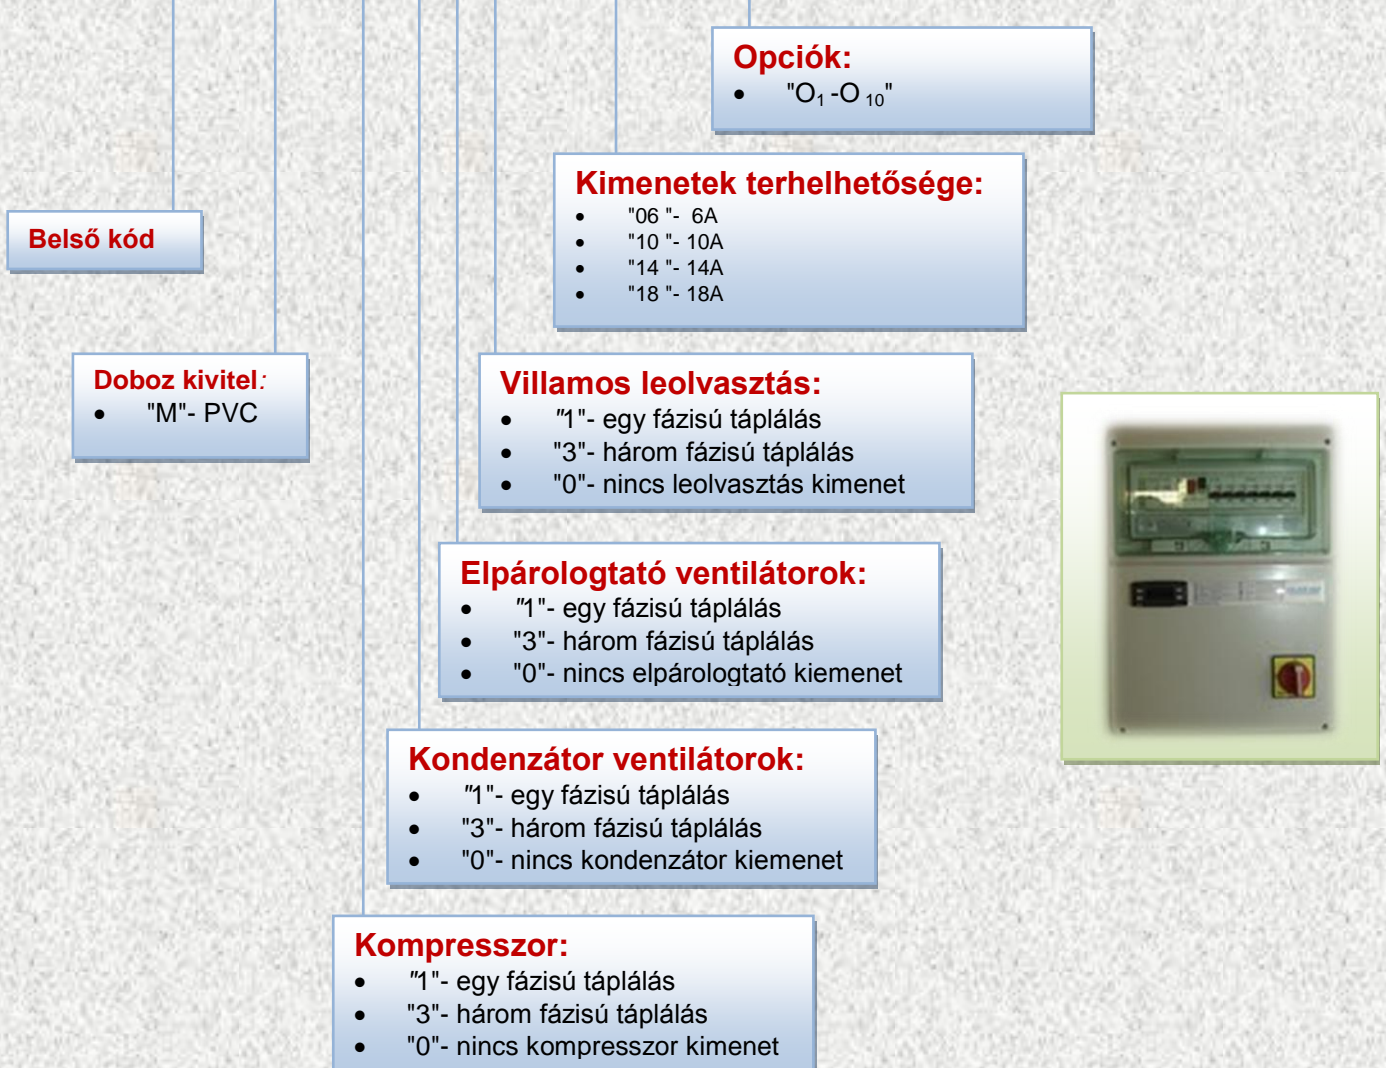 Opciók:
• "O₁ -O ₁₀"
Kimenetek terhelhetősége:
• "06 "- 6A
• "10 "- 10A
• "14 "- 14A
• "18 "- 18A
Belső kód
Doboz kivitel:
• "M"- PVC
Villamos leolvasztás:
• "1"- egy fázisú táplálás
• "3"- három fázisú táplálás
• "0"- nincs leolvasztás kimenet
Elpárologtató ventilátorok:
• "1"- egy fázisú táplálás
• "3"- három fázisú táplálás
• "0"- nincs elpárologtató kiemenet
Kondenzátor ventilátorok:
• "1"- egy fázisú táplálás
• "3"- három fázisú táplálás
• "0"- nincs kondenzátor kiemenet
Kompresszor:
• "1"- egy fázisú táplálás
• "3"- három fázisú táplálás
• "0"- nincs kompresszor kimenet